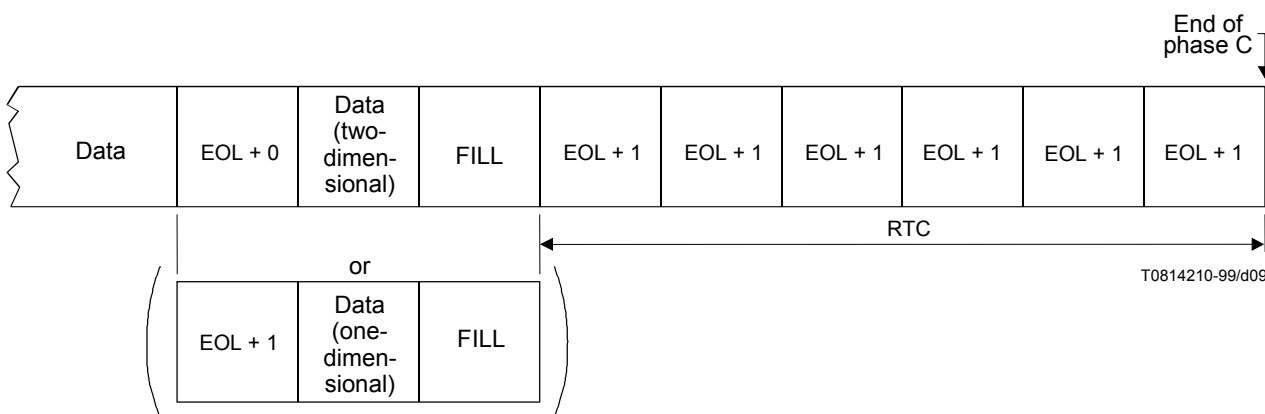 End of
phase C
Data
EOL + 0
Data
(two-
dimen-
sional)
FILL
EOL + 1
EOL + 1
EOL + 1
EOL + 1
EOL + 1
EOL + 1
RTC
T0814210-99/d09
or
EOL + 1
Data
(one-
dimen-
sional)
FILL